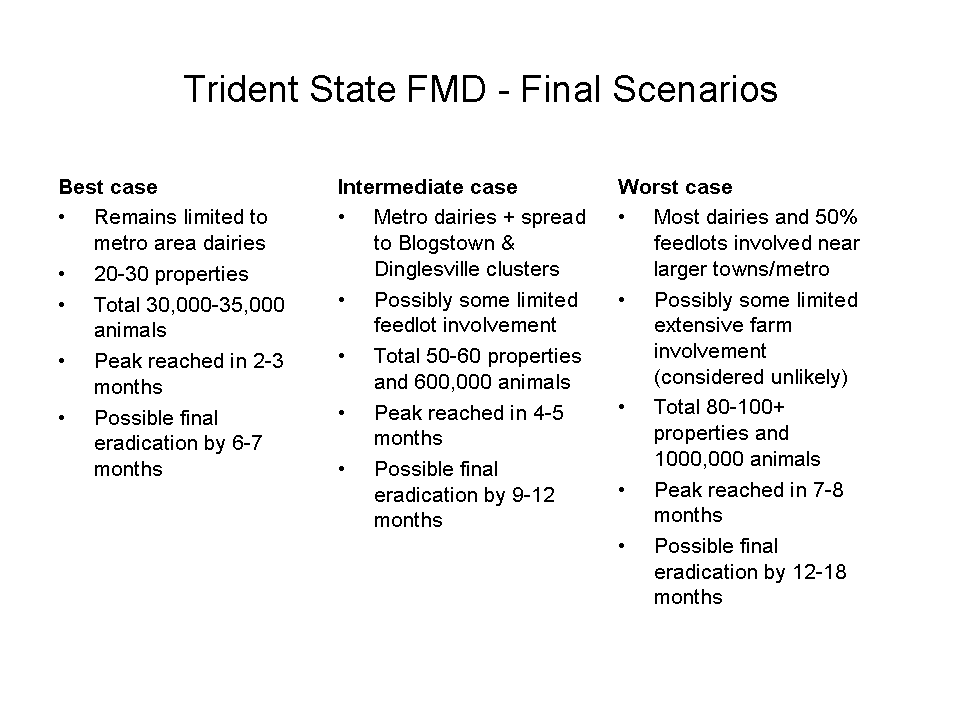 Trident State FMD - Final Scenarios
Best case
• Remains limited to
metro area dairies
• 20-30 properties
• Total 30,000-35,000
animals
• Peak reached in 2-3
months
• Possible final
eradication by 6-7
months
Intermediate case
• Metro dairies + spread
to Blogstown &
Dinglesville clusters
• Possibly some limited
feedlot involvement
• Total 50-60 properties
and 600,000 animals
• Peak reached in 4-5
months
• Possible final
eradication by 9-12
months
Worst case
• Most dairies and 50%
feedlots involved near
larger towns/metro
• Possibly some limited
extensive farm
involvement
(considered unlikely)
• Total 80-100+
properties and
1000,000 animals
• Peak reached in 7-8
months
• Possible final
eradication by 12-18
months